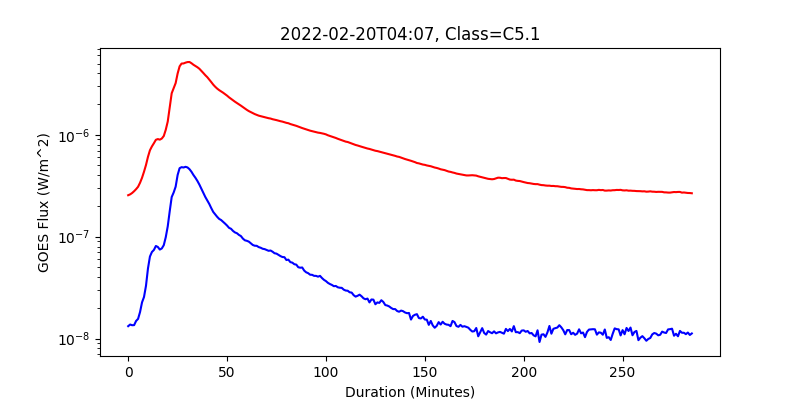 2022-02-20T04:07, Class=C5.1
GOES Flux (W/m^2)
10⁻⁶
10⁻⁷
10⁻⁸
0 50 100 150 200 250
Duration (Minutes)